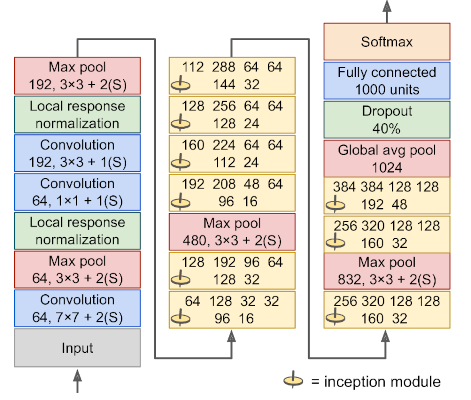 Max pool
192, 3×3 + 2(S)
Local response
normalization
Convolution
192, 3×3 + 1(S)
Convolution
64, 1×1 + 1(S)
Local response
normalization
Max pool
64, 3×3 + 2(S)
Convolution
64, 7×7 + 2(S)
Input
112 288 64 64
144 32
128 256 64 64
128 24
160 224 64 64
112 24
192 208 48 64
96 16
Max pool
480, 3×3 + 2(S)
128 192 96 64
128 32
64 128 32 32
96 16
Softmax
Fully connected
1000 units
Dropout
40%
Global avg pool
1024
384 384 128 128
192 48
256 320 128 128
160 32
Max pool
832, 3×3 + 2(S)
256 320 128 128
160 32
= inception module